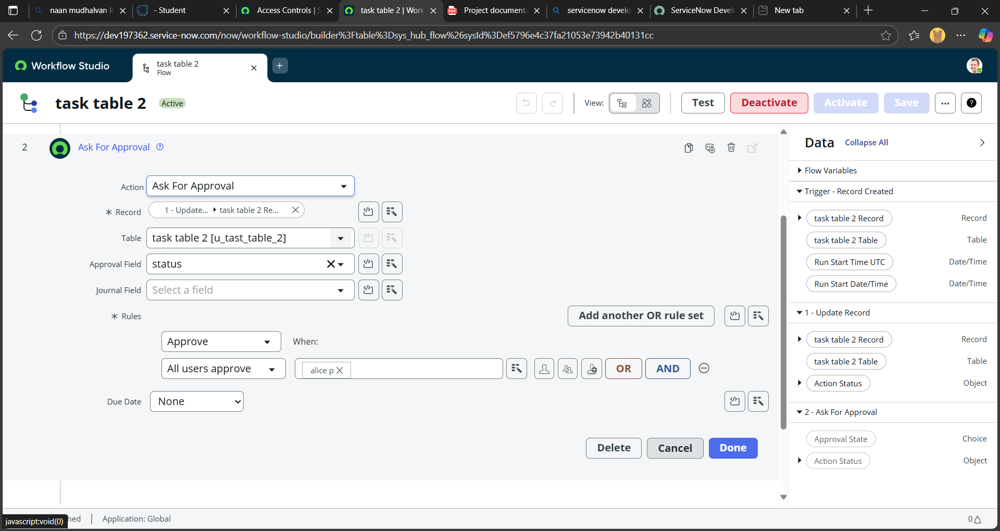 naan mudhalvan lo
- Student
Access Controls | S
task table 2 | Work
PDF
Project documenta
servicenow develo
ServiceNow Devel
New tab
https://dev197362.service-now.com/now/workflow-studio/builder%3Ftable%3Dsys_hub_flow%26sysId%3Def5796e4c37fa21053e73942b40131cc
Workflow Studio
task table 2
Flow
task table 2
Active
View:
Test
Deactivate
Activate
Save
2
Ask For Approval
Action
Ask For Approval
* Record
1 - Update... ▸ task table 2 Re...
Table
task table 2 [u_tast_table_2]
Approval Field
status
Journal Field
Select a field
* Rules
Add another OR rule set
Approve
When:
All users approve
alice p
OR
AND
Due Date
None
Delete
Cancel
Done
Data
Collapse All
Flow Variables
Trigger - Record Created
task table 2 Record
Record
task table 2 Table
Table
Run Start Time UTC
Date/Time
Run Start Date/Time
Date/Time
1 - Update Record
task table 2 Record
Record
task table 2 Table
Table
Action Status
Object
2 - Ask For Approval
Approval State
Choice
Action Status
Object
javascript:void(0)
hed
Application: Global
0